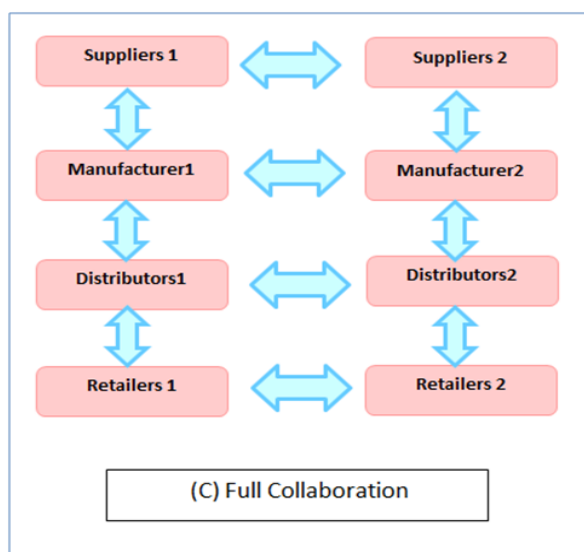 Suppliers 1
Suppliers 2
Manufacturer1
Manufacturer2
Distributors1
Distributors2
Retailers 1
Retailers 2
(C) Full Collaboration